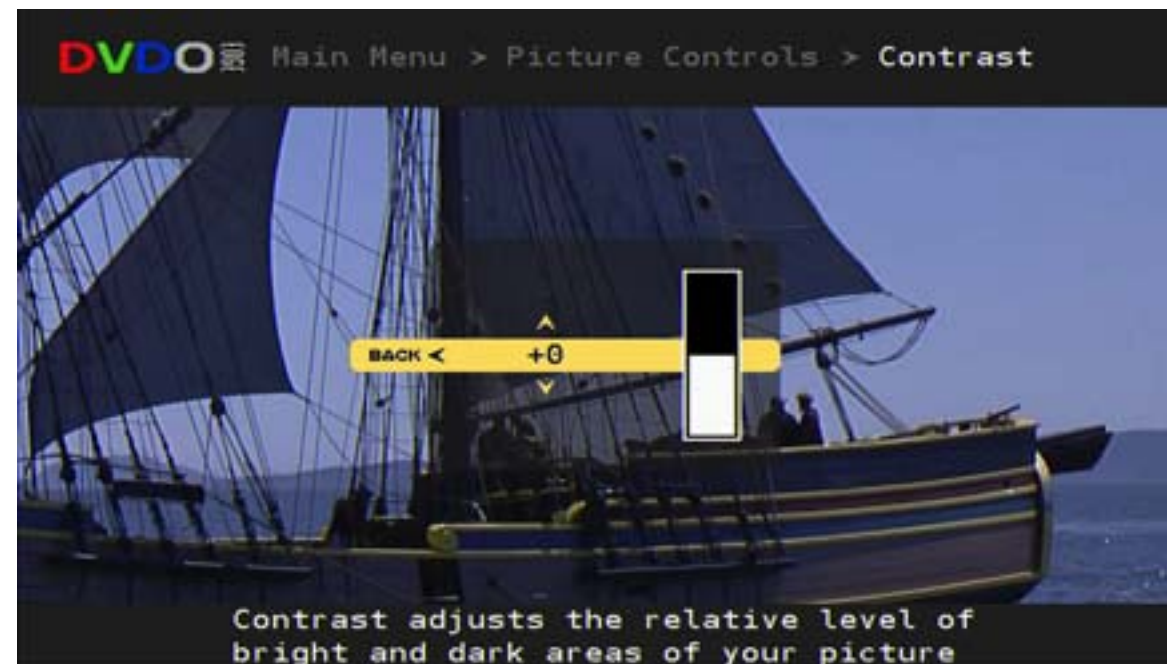 DVDO EDGE Main Menu > Picture Controls > Contrast
BACK <
+0
Contrast adjusts the relative level of
bright and dark areas of your picture